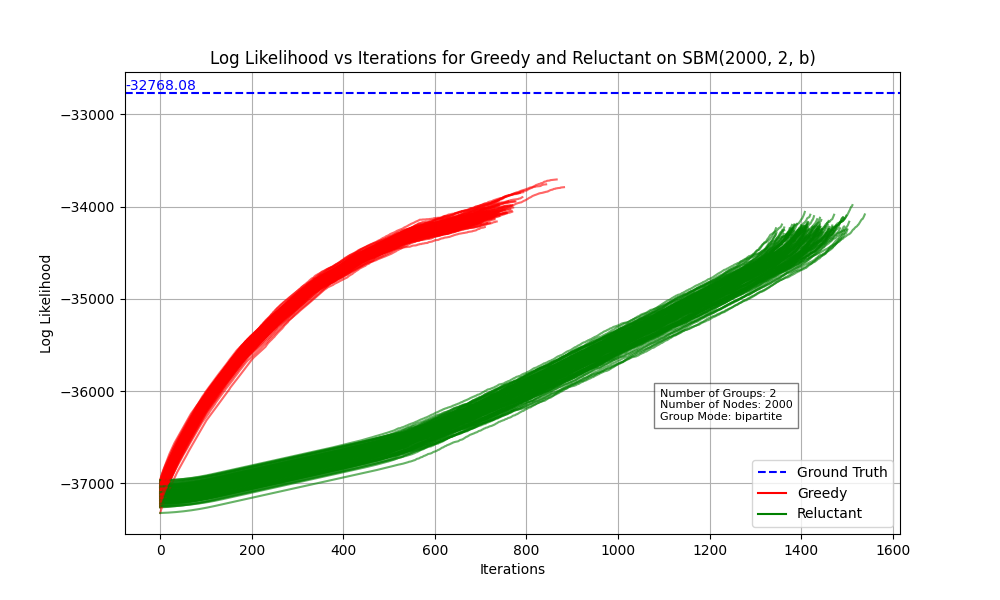 Log Likelihood vs Iterations for Greedy and Reluctant on SBM(2000, 2, b)
-32768.08
−33000
−34000
−35000
−36000
−37000
Log Likelihood
Number of Groups: 2
Number of Nodes: 2000
Group Mode: bipartite
Ground Truth
Greedy
Reluctant
0 200 400 600 800 1000 1200 1400 1600
Iterations